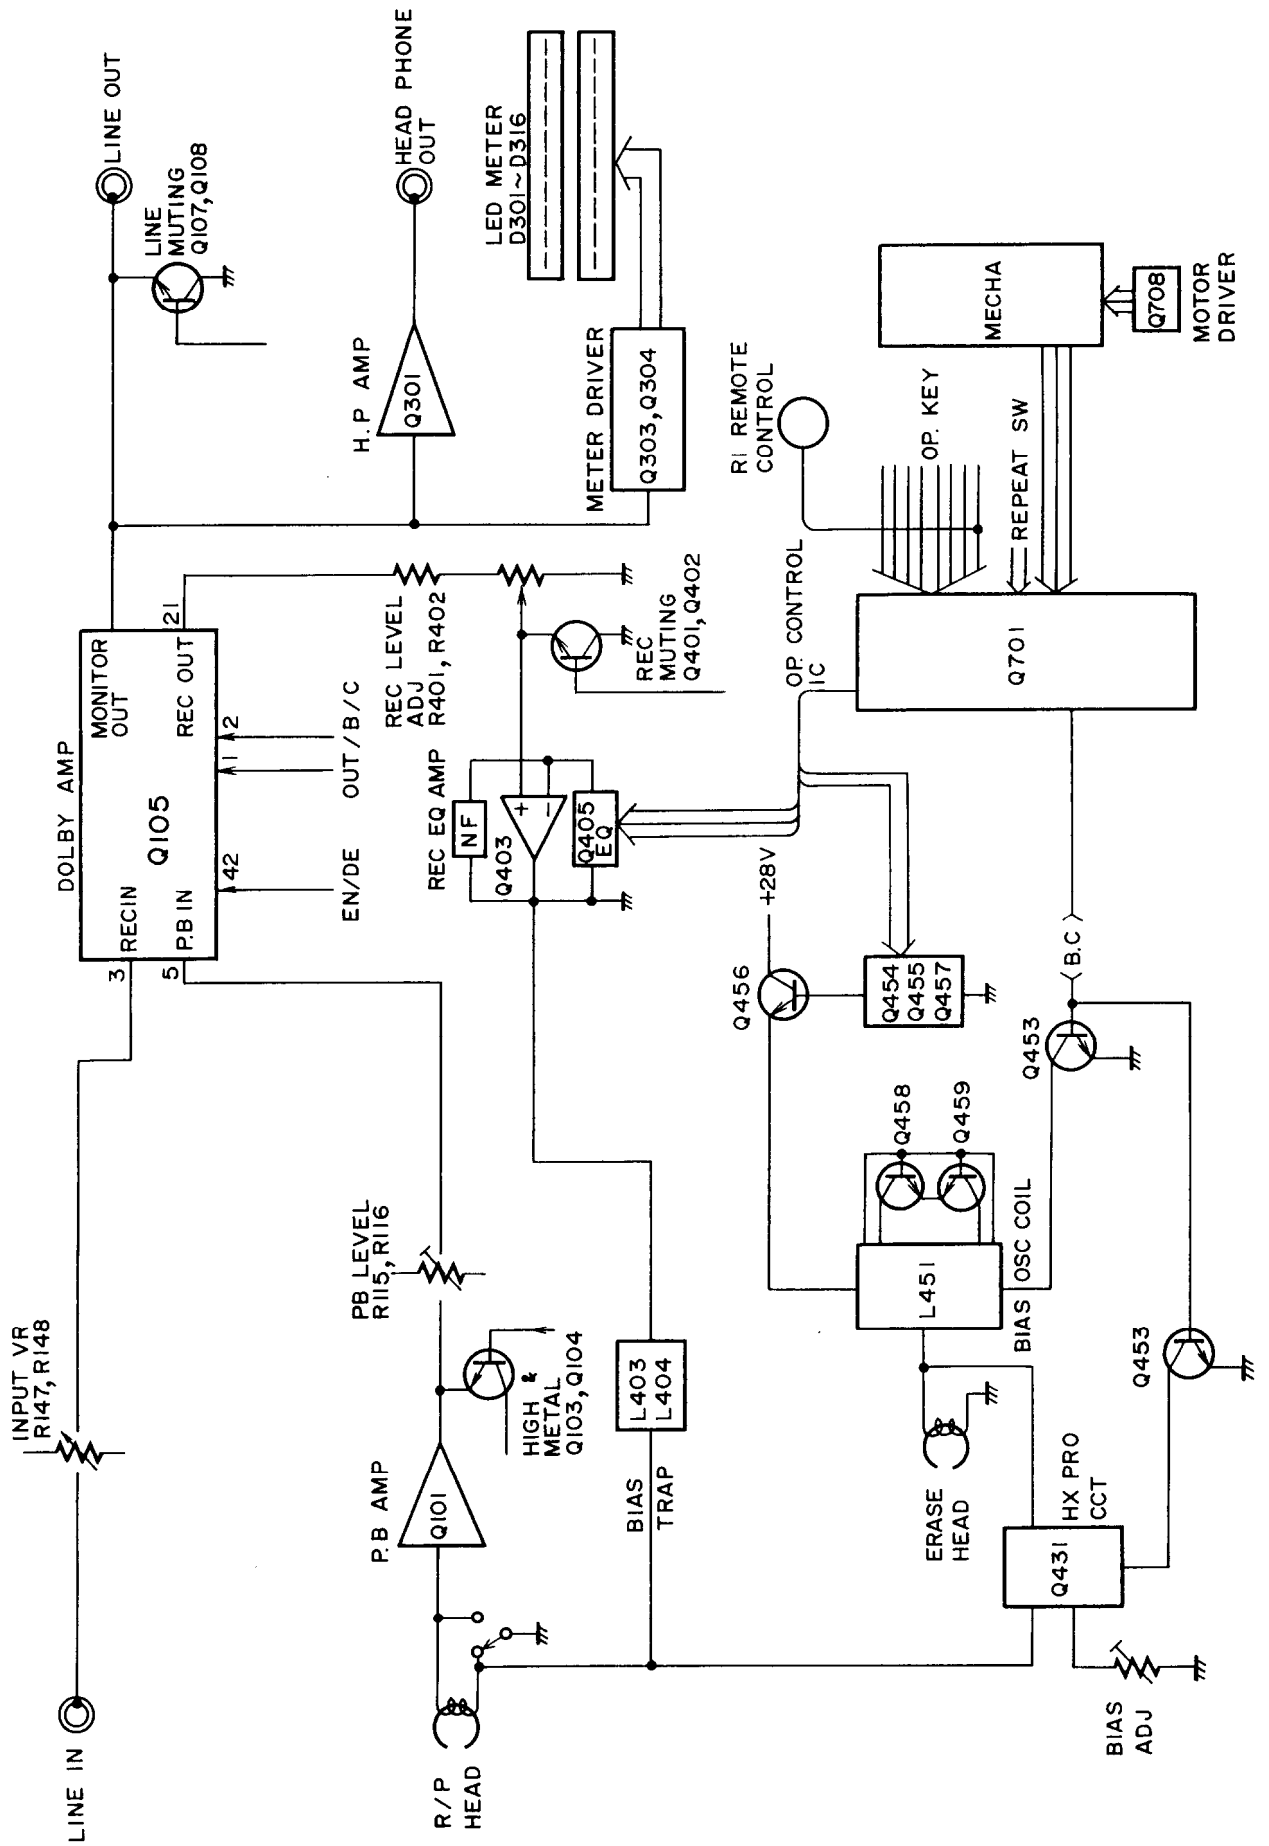 LINE IN
INPUT VR
R147, R148
DOLBY AMP
3
RECIN
5
P.B IN
Q105
MONITOR
OUT
REC OUT
21
42
1
2
EN/DE
OUT/B/C
LINE OUT
LINE
MUTING
Q107, Q108
R/P
HEAD
P.B AMP
Q101
HIGH &
METAL
Q103, Q104
PB LEVEL
R115, R116
H.P AMP
Q301
HEAD PHONE
OUT
REC LEVEL
ADJ
R401, R402
REC EQ AMP
NF
Q403
+
-
Q405
EQ
REC
MUTING
Q401, Q402
METER DRIVER
Q303, Q304
LED METER
D301~D316
BIAS
TRAP
L403
L404
+28V
Q456
Q454
Q455
Q457
OP. CONTROL
IC
Q701
RI REMOTE
CONTROL
OP. KEY
REPEAT SW
MECHA
Q708
MOTOR
DRIVER
ERASE
HEAD
L451
BIAS OSC COIL
Q458
Q459
Q453
B.C
HX PRO
CCT
Q431
Q453
BIAS
ADJ